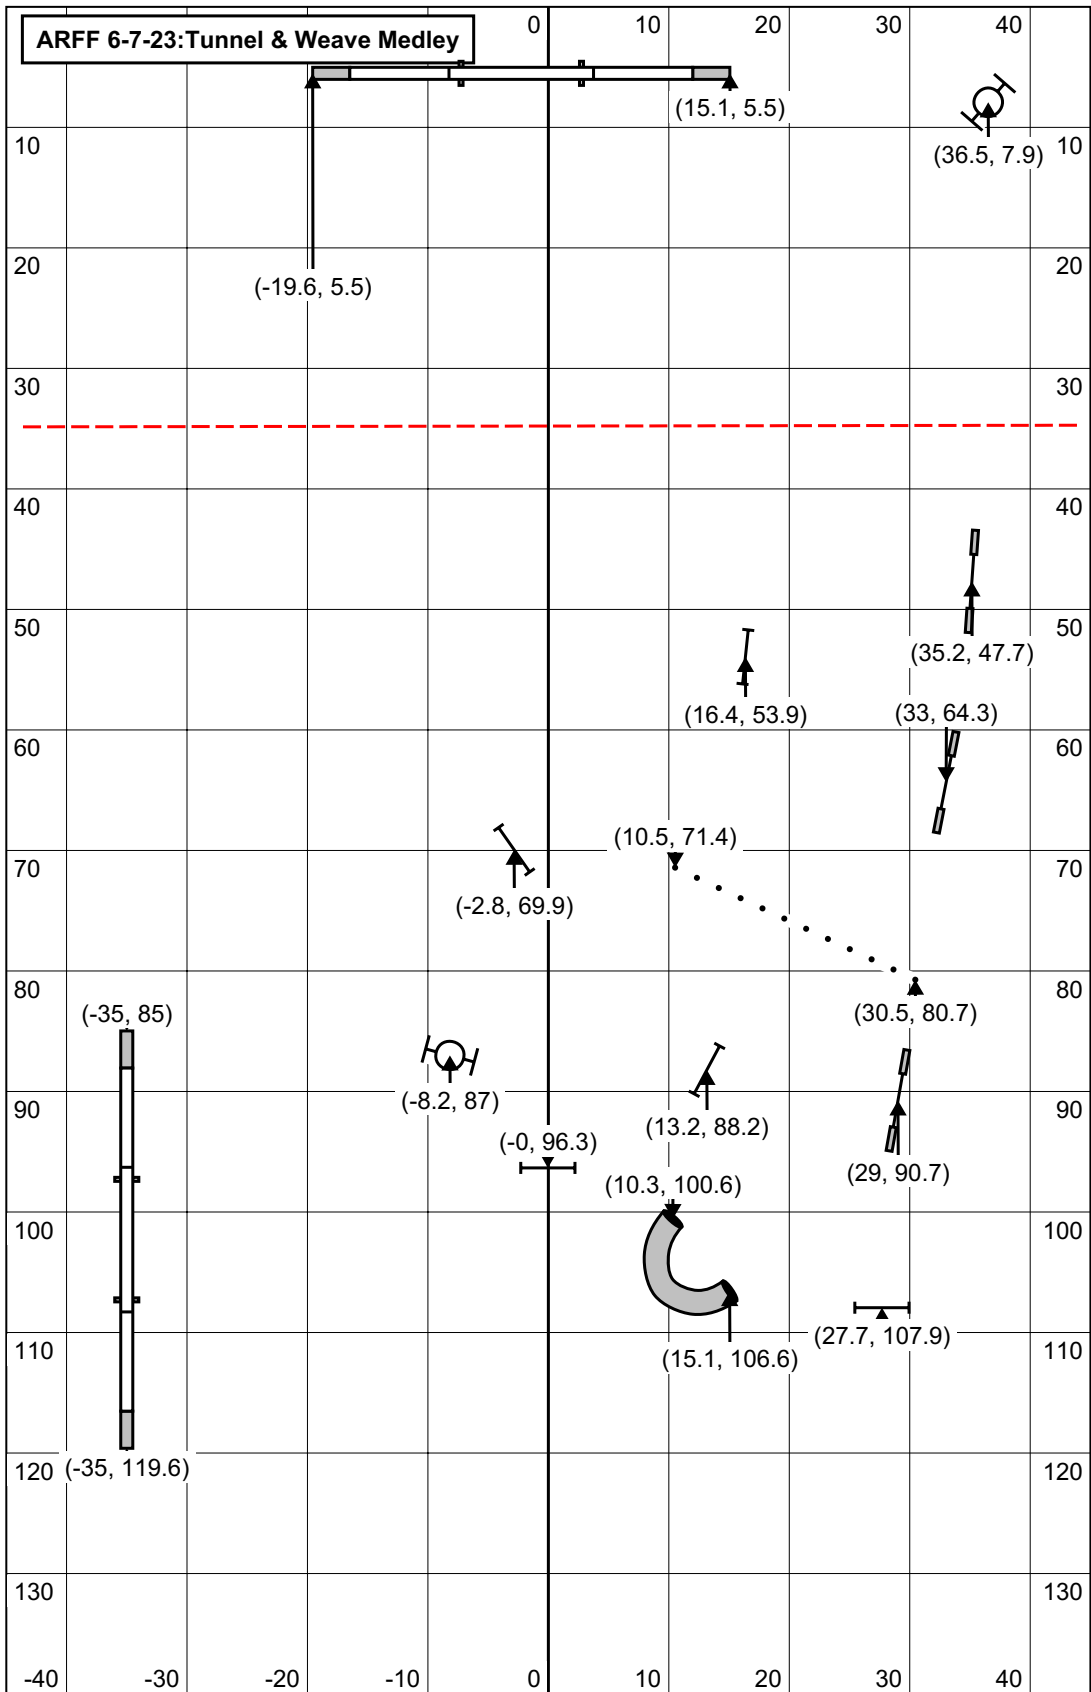 0 10 20 30 40
ARFF 6-7-23:Tunnel & Weave Medley
(15.1, 5.5)
10 (36.5, 7.9) 10
20 20
(-19.6, 5.5)
30 30
40 40
50 50
(35.2, 47.7)
(16.4, 53.9) (33, 64.3)
60 60
(10.5, 71.4)
70 70
(-2.8, 69.9)
80 80
(-35, 85) (30.5, 80.7)
90 (-8.2, 87) 90
(13.2, 88.2)
(-0, 96.3)
(29, 90.7)
(10.3, 100.6)
100 100
(27.7, 107.9)
110 110
(15.1, 106.6)
120 (-35, 119.6) 120
130 130
-40 -30 -20 -10 0 10 20 30 40